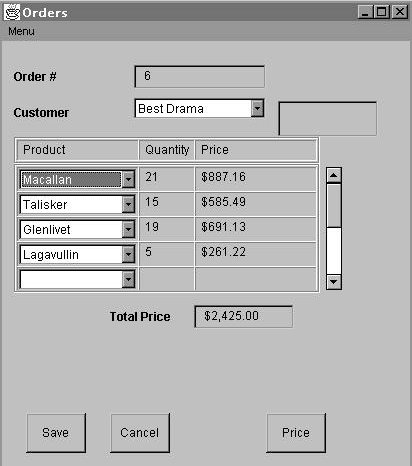 Orders
Menu
Order # 6
Customer Best Drama
Product Quantity Price
Macallan 21 $887.16
Talisker 15 $585.49
Glenlivet 19 $691.13
Lagavullin 5 $261.22
Total Price $2,425.00
Save Cancel Price